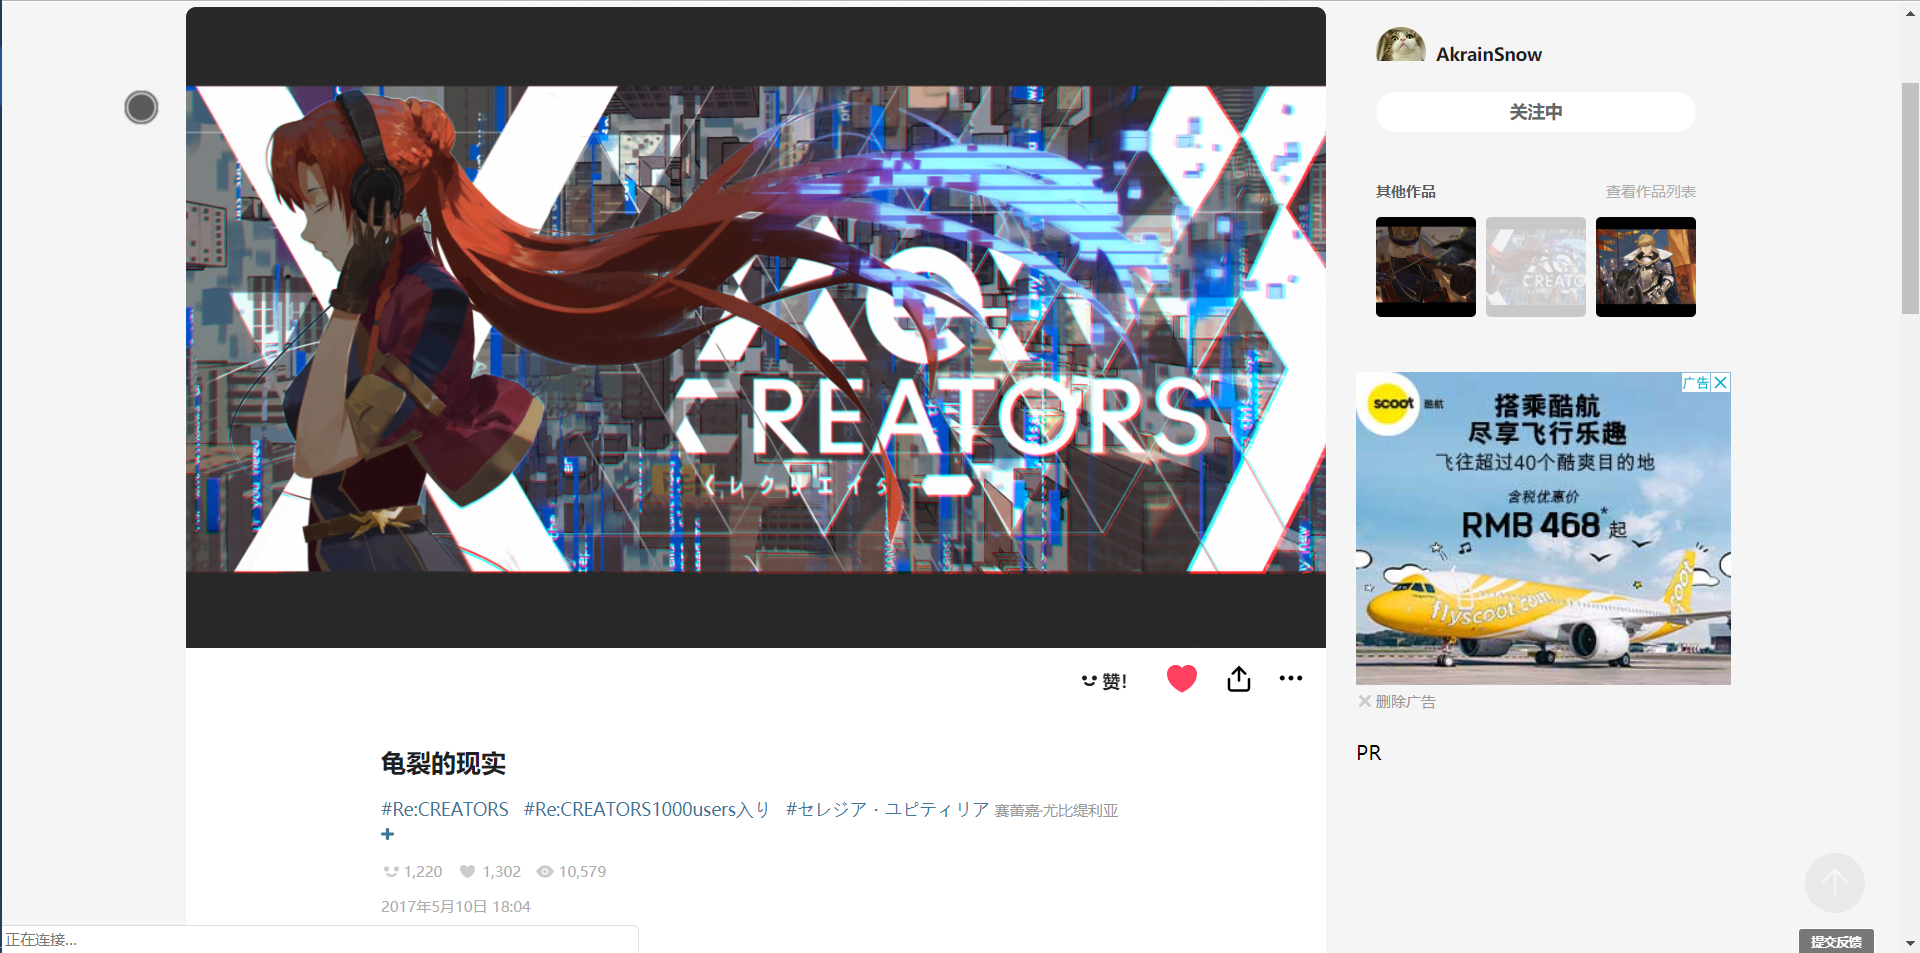 CREATORS
レクリエイター
赞!
龟裂的现实
#Re:CREATORS #Re:CREATORS1000users入り #セレジア・ユピティリア 赛蕾嘉·尤比缇利亚
+
1,220 1,302 10,579
2017年5月10日 18:04
正在连接...
AkrainSnow
关注中
其他作品 查看作品列表
广告
scoot 酷航
搭乘酷航
尽享飞行乐趣
飞往超过40个酷爽目的地
含税优惠价
RMB 468*起
flyscoot.com
删除广告
PR
提交反馈